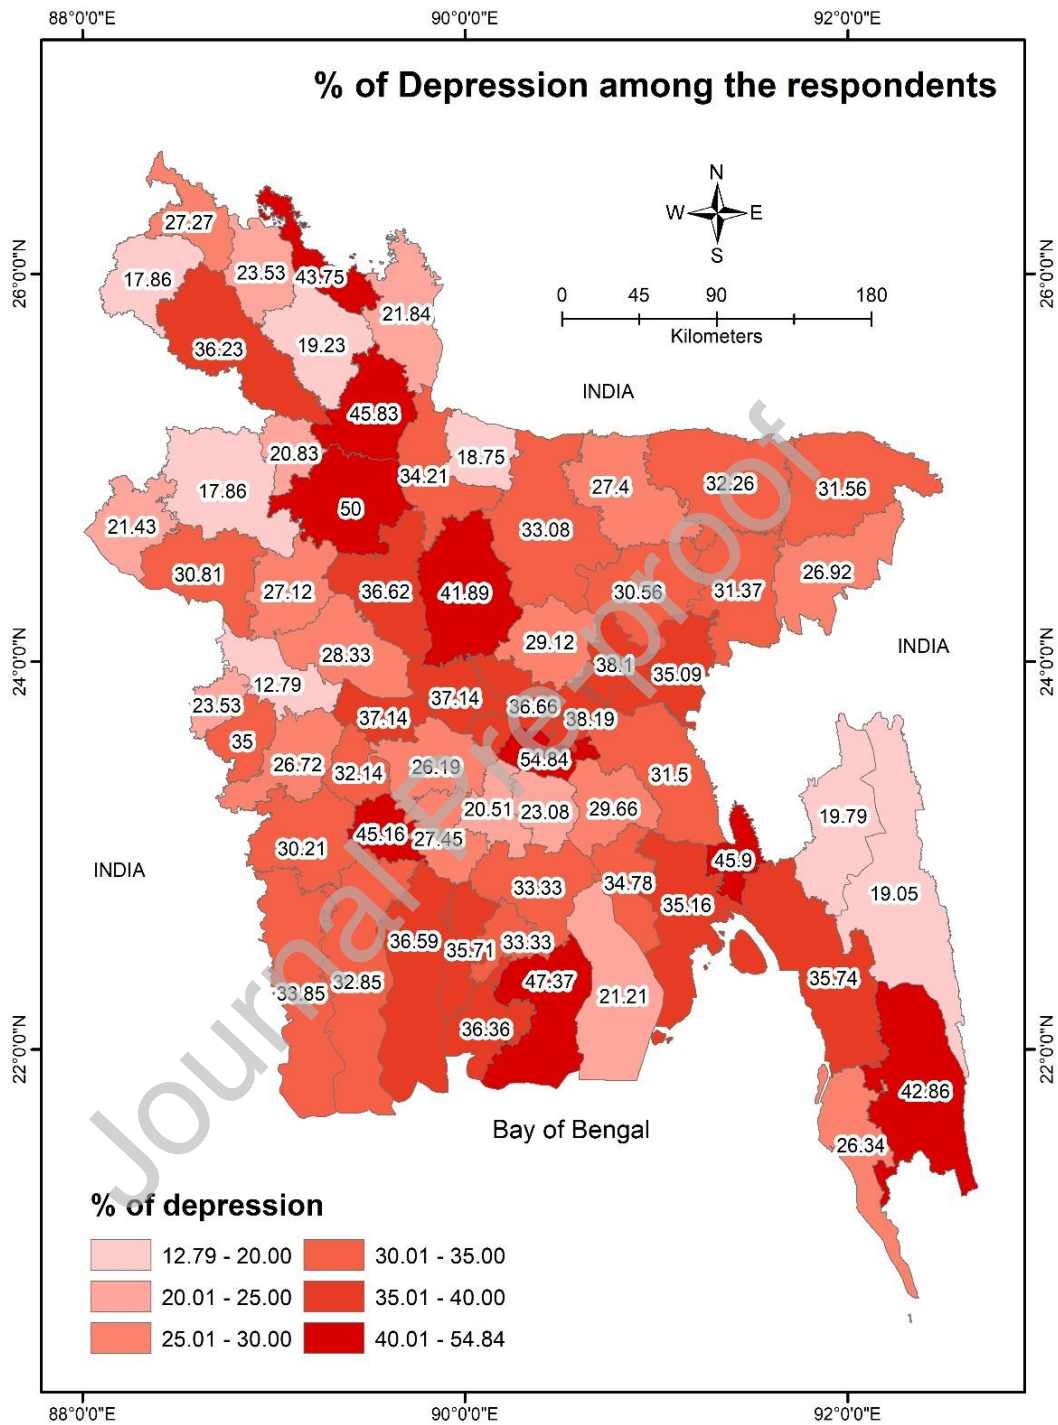 88°0'0"E 90°0'0"E 92°0'0"E
% of Depression among the respondents
N
W E
S
26°0'0"N 26°0'0"N
0 45 90 180
Kilometers
INDIA
27.27
17.86 23.53 43.75
21.84
36.23 19.23
45.83
20.83 18.75
34.21
17.86 50 27.4 32.26 31.56
21.43 33.08
30.81 27.12 36.62 41.89 30.56 31.37 26.92
24°0'0"N 24°0'0"N
INDIA
28.33 29.12
12.79 38.1 35.09
23.53 37.14 37.14 36.66 38.19
35 26.72 32.14 26.19 54.84 31.5
20.51 23.08 29.66
30.21 45.16 27.45
INDIA
19.79
45.9
33.33 34.78 35.16 19.05
36.59 35.71 33.33
33.85 32.85 47.37 21.21 35.74
36.36
22°0'0"N 22°0'0"N
42.86
26.34
Bay of Bengal
Journal Pre-proof
% of depression
12.79 - 20.00 30.01 - 35.00
20.01 - 25.00 35.01 - 40.00
25.01 - 30.00 40.01 - 54.84
88°0'0"E 90°0'0"E 92°0'0"E